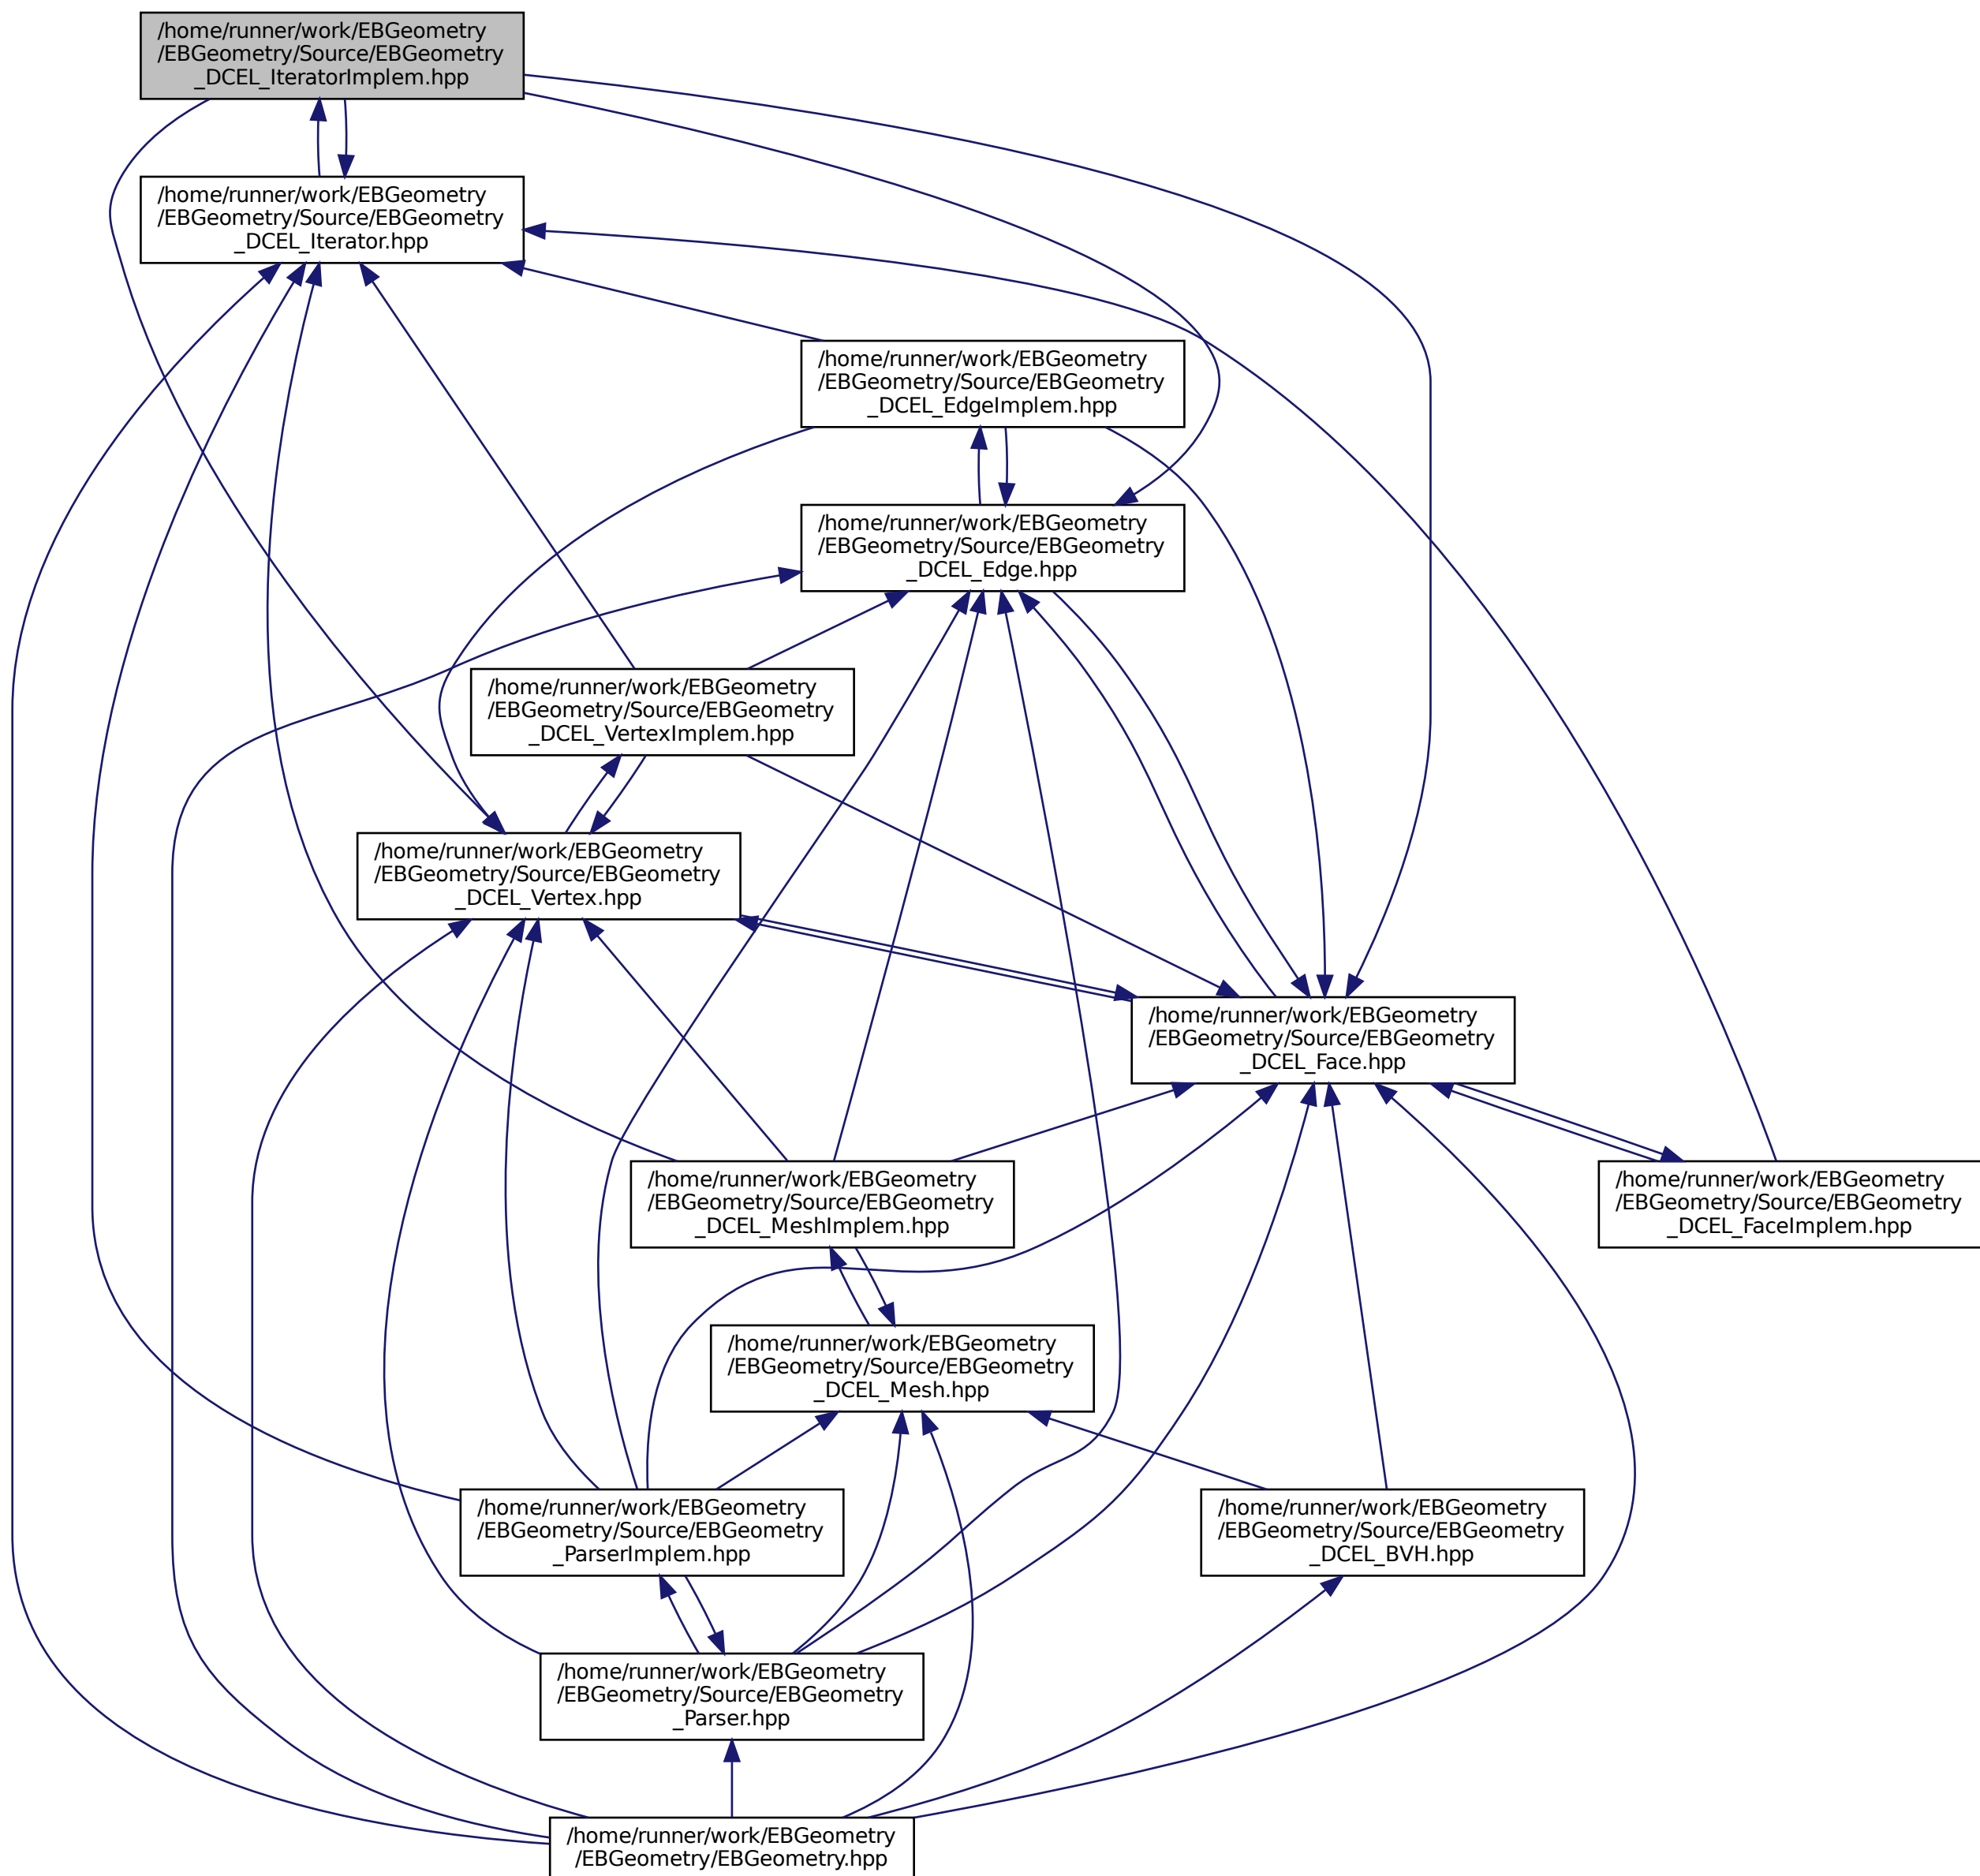 /home/runner/work/EBGeometry
/EBGeometry/Source/EBGeometry
_DCEL_IteratorImplem.hpp
/home/runner/work/EBGeometry
/EBGeometry/Source/EBGeometry
_DCEL_Iterator.hpp
/home/runner/work/EBGeometry
/EBGeometry/Source/EBGeometry
_DCEL_EdgeImplem.hpp
/home/runner/work/EBGeometry
/EBGeometry/Source/EBGeometry
_DCEL_Edge.hpp
/home/runner/work/EBGeometry
/EBGeometry/Source/EBGeometry
_DCEL_VertexImplem.hpp
/home/runner/work/EBGeometry
/EBGeometry/Source/EBGeometry
_DCEL_Vertex.hpp
/home/runner/work/EBGeometry
/EBGeometry/Source/EBGeometry
_DCEL_Face.hpp
/home/runner/work/EBGeometry
/EBGeometry/Source/EBGeometry
_DCEL_MeshImplem.hpp
/home/runner/work/EBGeometry
/EBGeometry/Source/EBGeometry
_DCEL_FaceImplem.hpp
/home/runner/work/EBGeometry
/EBGeometry/Source/EBGeometry
_DCEL_Mesh.hpp
/home/runner/work/EBGeometry
/EBGeometry/Source/EBGeometry
_ParserImplem.hpp
/home/runner/work/EBGeometry
/EBGeometry/Source/EBGeometry
_DCEL_BVH.hpp
/home/runner/work/EBGeometry
/EBGeometry/Source/EBGeometry
_Parser.hpp
/home/runner/work/EBGeometry
/EBGeometry/EBGeometry.hpp